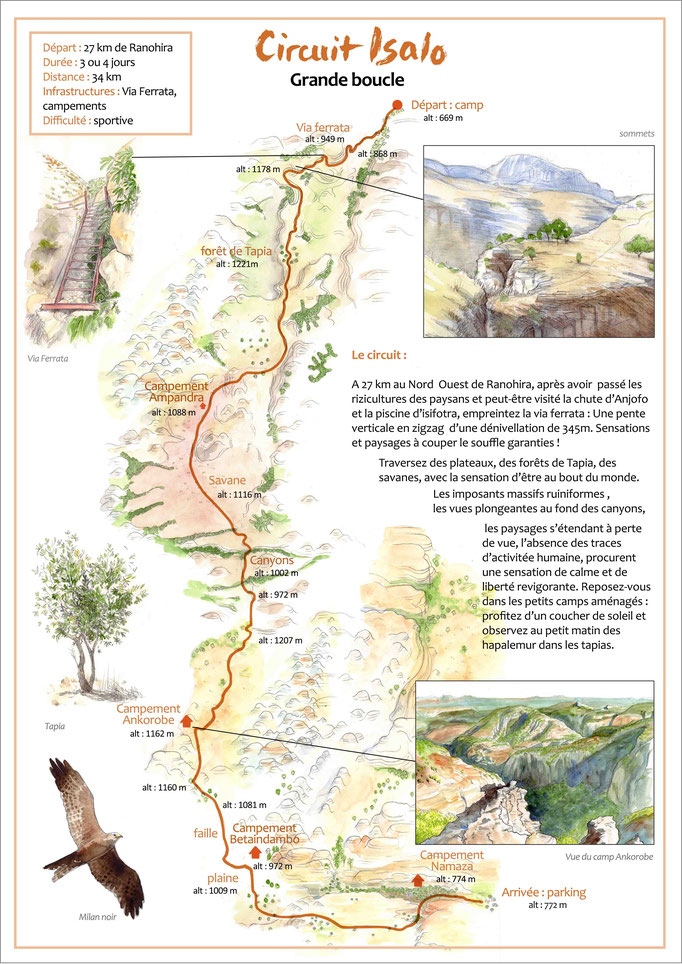 Départ : 27 km de Ranohira
Durée : 3 ou 4 jours
Distance : 34 km
Infrastructures : Via Ferrata,
campements
Difficulté : sportive
Circuit Isalo
Grande boucle
Départ : camp
alt : 669 m
Via ferrata
alt : 949 m
alt : 868 m
alt : 1178 m
sommets
forêt de Tapia
alt : 1221m
Via Ferrata
Le circuit :
A 27 km au Nord Ouest de Ranohira, après avoir passé les
rizicultures des paysans et peut-être visité la chute d'Anjofo
et la piscine d'isifotra, empreintez la via ferrata : Une pente
verticale en zigzag d'une dénivellation de 345m. Sensations
et paysages à couper le souffle garanties !
Traversez des plateaux, des forêts de Tapia, des
savanes, avec la sensation d'être au bout du monde.
Les imposants massifs ruiniformes ,
les vues plongeantes au fond des canyons,
les paysages s'étendant à perte
de vue, l'absence des traces
d'activitée humaine, procurent
une sensation de calme et de
liberté revigorante. Reposez-vous
dans les petits camps aménagés :
profitez d'un coucher de soleil et
observez au petit matin des
hapalemur dans les tapias.
Campement
Ampandra
alt : 1088 m
Savane
alt : 1116 m
Canyons
alt : 1002 m
alt : 972 m
alt : 1207 m
Tapia
Campement
Ankorobe
alt : 1162 m
alt : 1160 m
alt : 1081 m
faille
Campement
Betaindambo
alt : 972 m
plaine
alt : 1009 m
Vue du camp Ankorobe
Campement
Namaza
alt : 774 m
Arrivée : parking
alt : 772 m
Milan noir